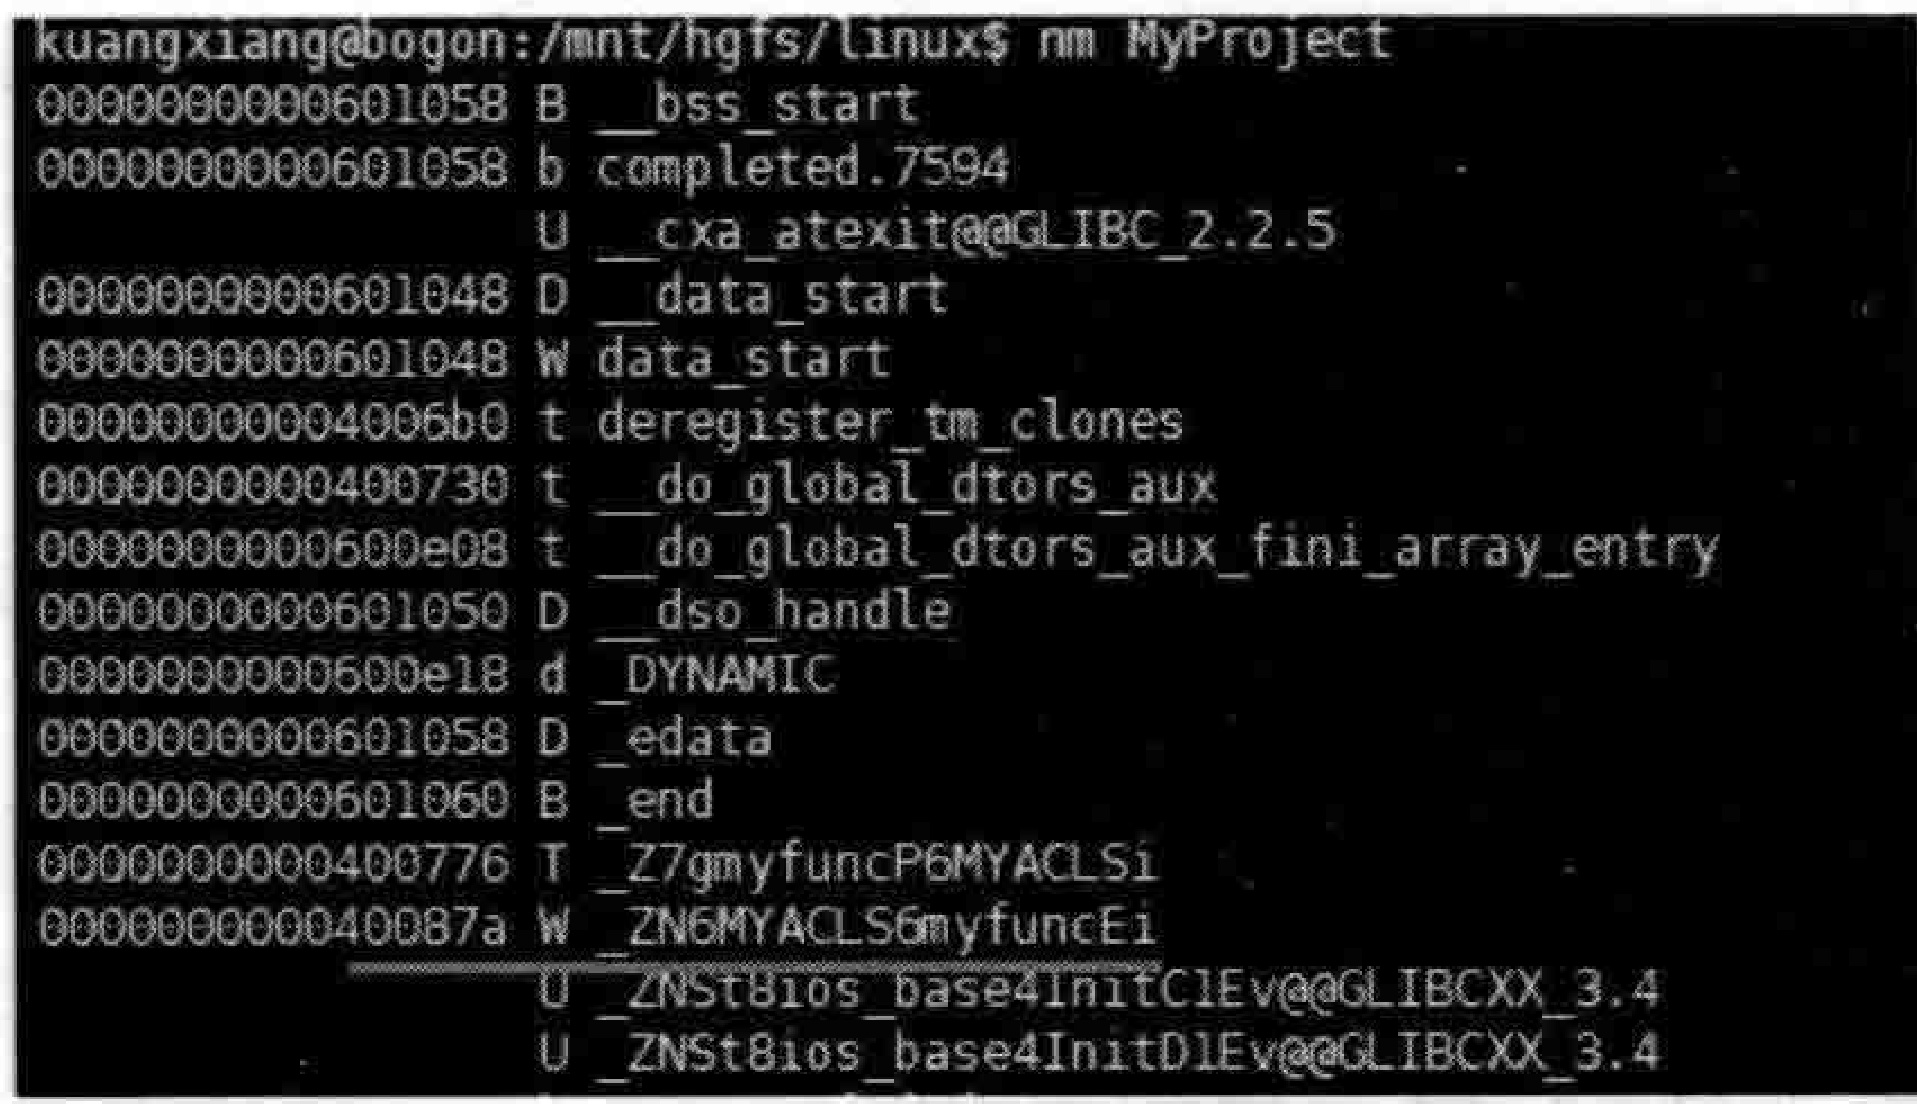 kuangxiang@bogon:/mnt/hgfs/linux$ nm MyProject
0000000000601058 B __bss_start
0000000000601058 b completed.7594
U __cxa_atexit@@GLIBC_2.2.5
0000000000601048 D __data_start
0000000000601048 W data_start
00000000004006b0 t deregister_tm_clones
0000000000400730 t __do_global_dtors_aux
0000000000600e08 t __do_global_dtors_aux_fini_array_entry
0000000000601050 D __dso_handle
0000000000600e18 d _DYNAMIC
0000000000601058 D _edata
0000000000601060 B _end
0000000000400776 T _Z7gmyfuncP6MYACLSi
000000000040087a W _ZN6MYACLS6myfuncEi
U _ZNSt8ios_base4InitC1Ev@@GLIBCXX_3.4
U _ZNSt8ios_base4InitD1Ev@@GLIBCXX_3.4